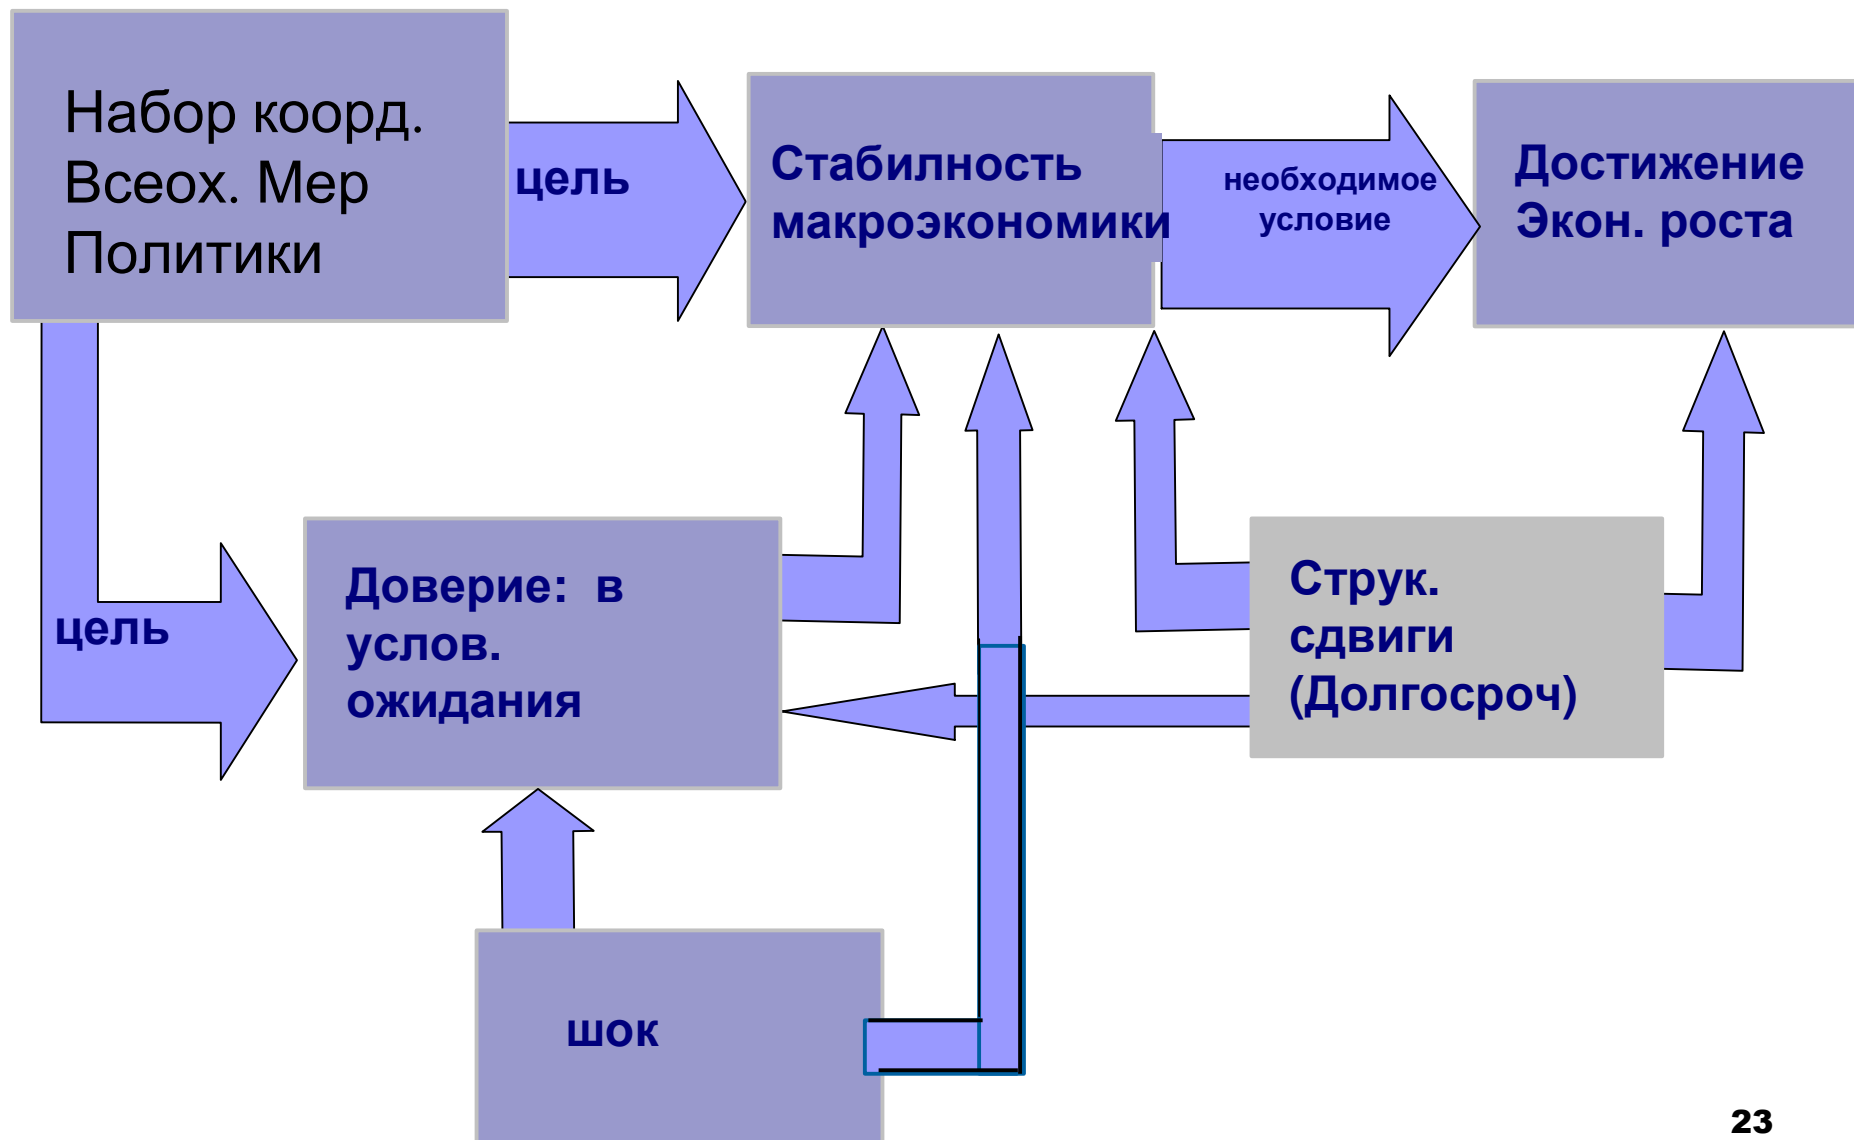 Набор коорд.
Всеох. Мер
Политики
цель
Стабилность
макроэкономики
необходимое
условие
Достижение
Экон. роста
цель
Доверие: в
услов.
ожидания
Струк.
сдвиги
(Долгосроч)
шок
23